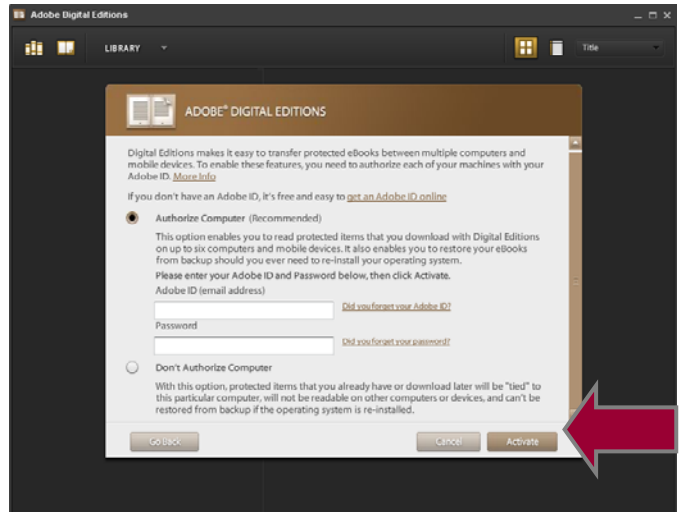 Adobe Digital Editions
LIBRARY
Title
ADOBE® DIGITAL EDITIONS
Digital Editions makes it easy to transfer protected eBooks between multiple computers and
mobile devices. To enable these features, you need to authorize each of your machines with your
Adobe ID. More Info
If you don't have an Adobe ID, it's free and easy to get an Adobe ID online
Authorize Computer (Recommended)
This option enables you to read protected items that you download with Digital Editions
on up to six computers and mobile devices. It also enables you to restore your eBooks
from backup should you ever need to re-install your operating system.
Please enter your Adobe ID and Password below, then click Activate.
Adobe ID (email address)
Did you forget your Adobe ID?
Password
Did you forget your password?
Don't Authorize Computer
With this option, protected items that you already have or download later will be "tied" to
this particular computer, will not be readable on other computers or devices, and can't be
restored from backup if the operating system is re-installed.
Go Back
Cancel
Activate